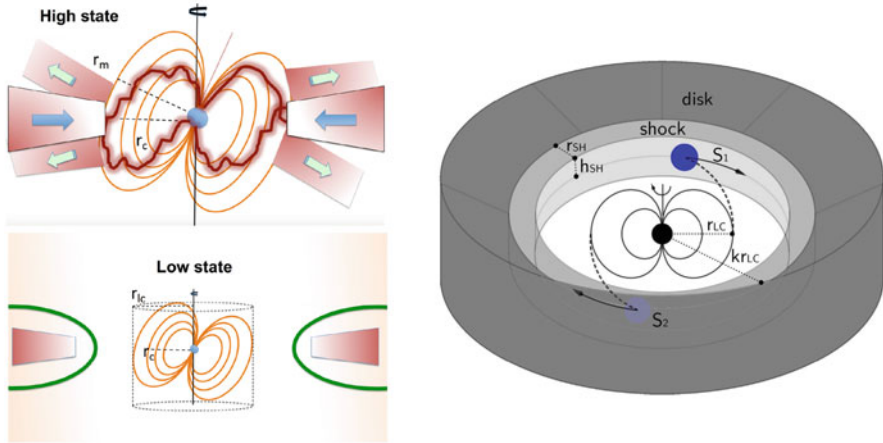 High state
r_m
r_c
Low state
r_lc
r_c
disk
shock
r_SH
h_SH
S_1
r_LC
kr_LC
S_2